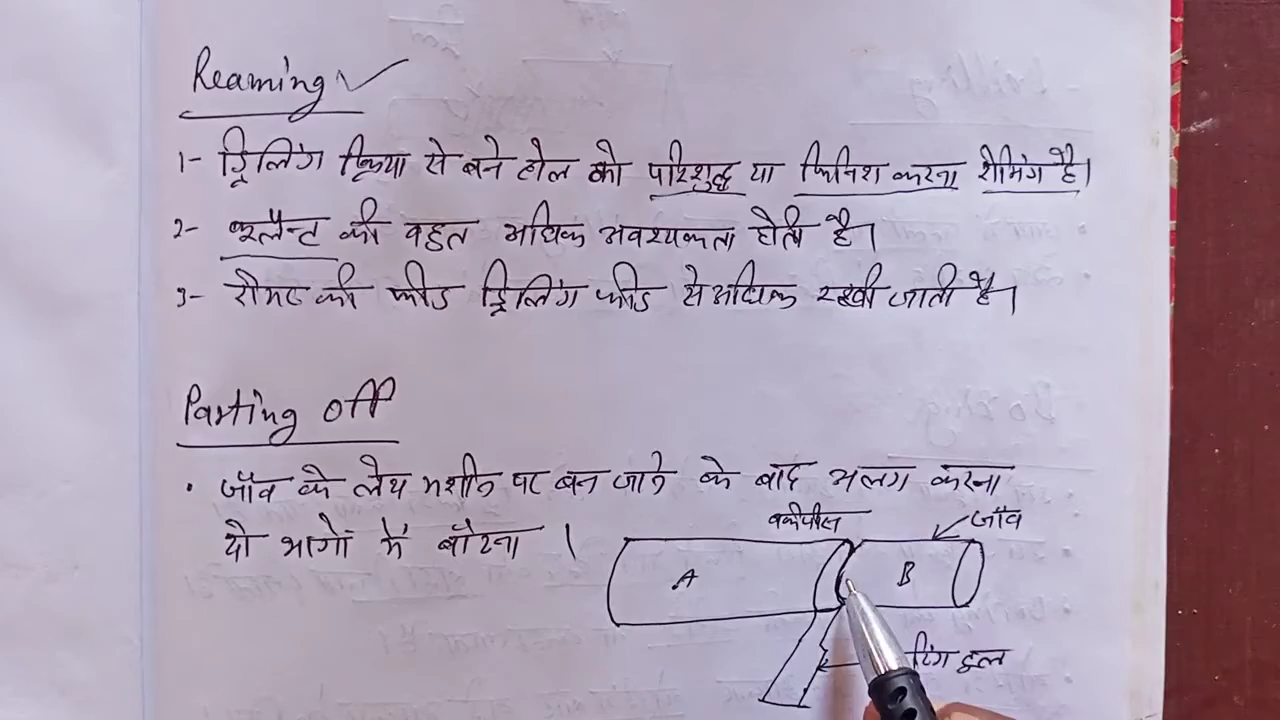 Reaming ✓
1- ड्रिलिंग क्रिया से बने होल को परिशुद्ध या फिनिश करना रीमिंग है।
2- कूलैन्ट की बहुत अधिक अवश्यकता होती है।
3- रीमर की फीड ड्रिलिंग फीड से अधिक रखी जाती है।
Parting off
• जॉब के लेथ मशीन पर बन जाने के बाद अलग करना
दो भागों में बॉटना ।
वर्कपीस जॉब
A B
टिंग टूल